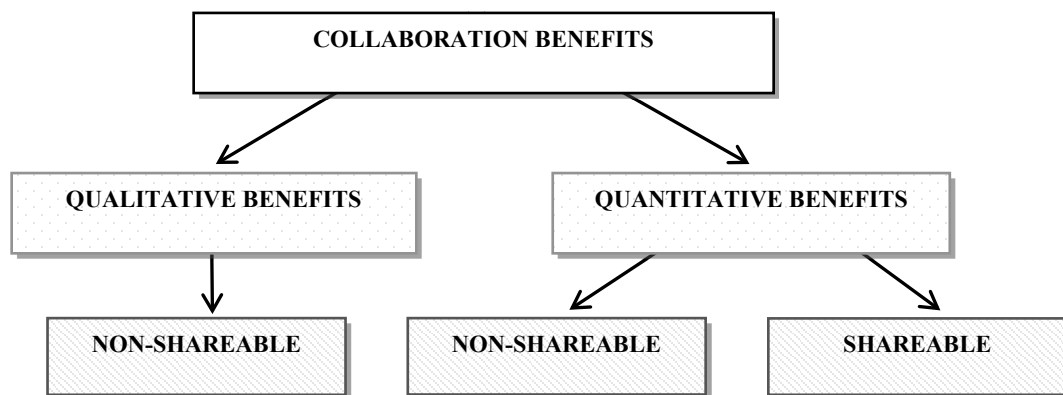 COLLABORATION BENEFITS
QUALITATIVE BENEFITS
QUANTITATIVE BENEFITS
NON-SHAREABLE
NON-SHAREABLE
SHAREABLE